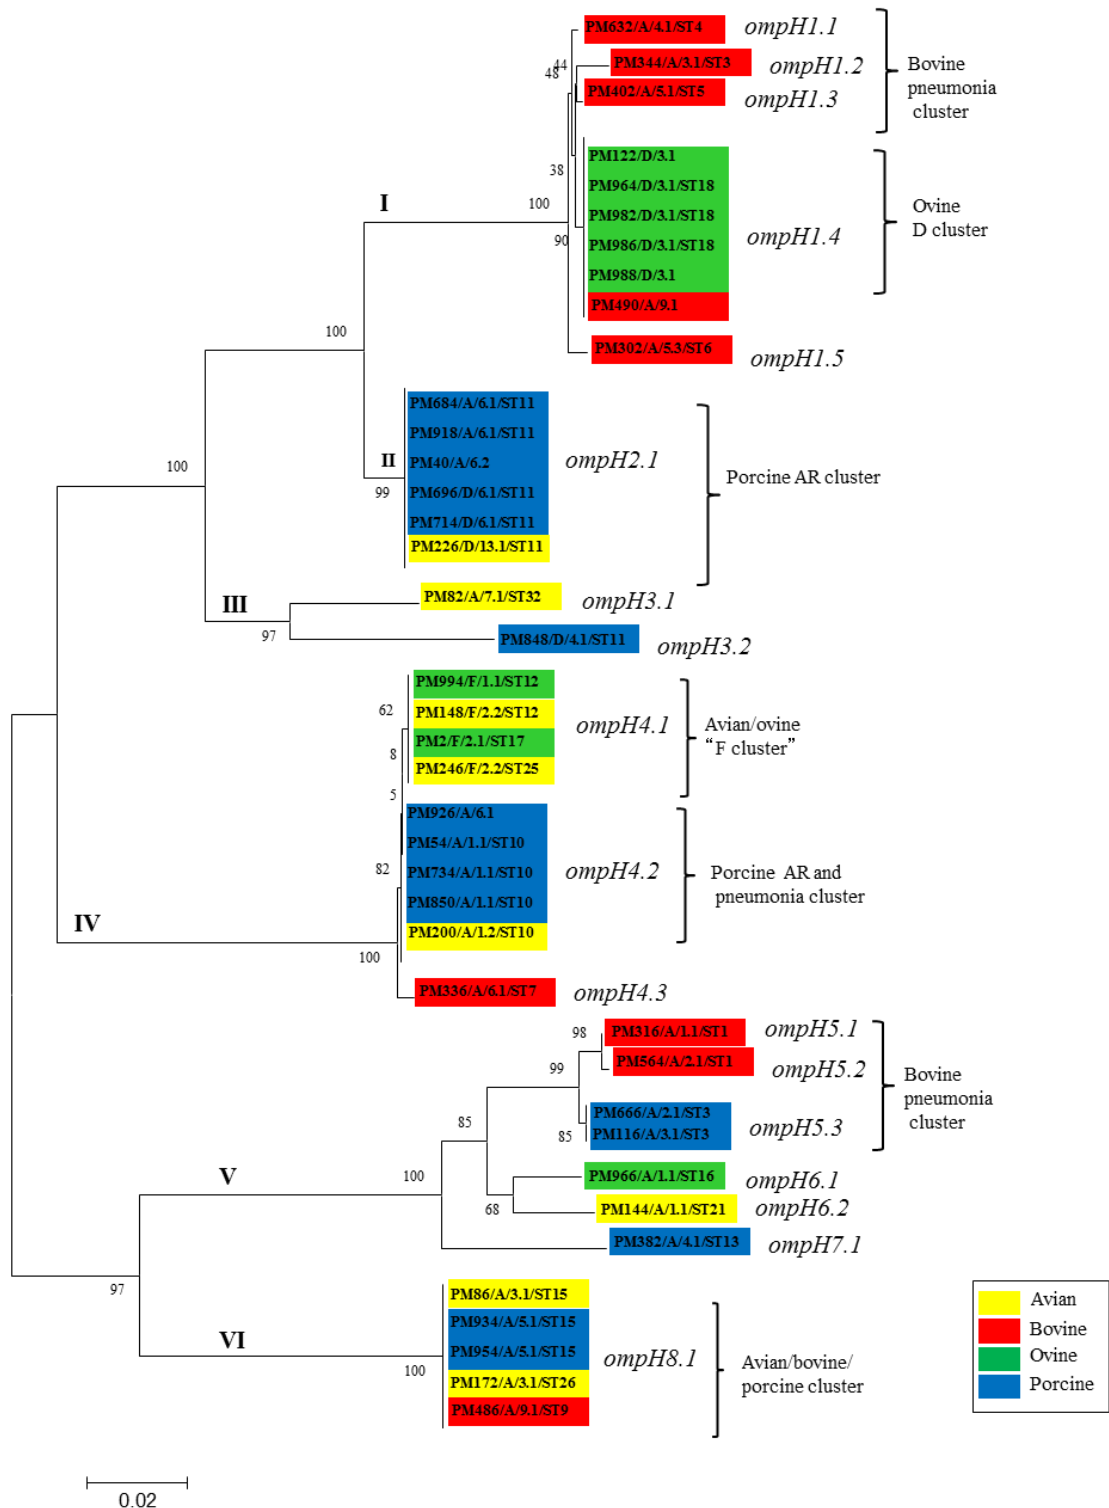 PM632/A/4.1/ST4 ompH1.1
44
48
PM344/A/3.1/ST3 ompH1.2
PM402/A/5.1/ST5 ompH1.3
Bovine
pneumonia
cluster
PM122/D/3.1
38
PM964/D/3.1/ST18
I
100
PM982/D/3.1/ST18
90
PM986/D/3.1/ST18
ompH1.4
PM988/D/3.1
PM490/A/9.1
Ovine
D cluster
100
PM302/A/5.3/ST6 ompH1.5
PM684/A/6.1/ST11
PM918/A/6.1/ST11
100
II
PM40/A/6.2
ompH2.1
99
PM696/D/6.1/ST11
PM714/D/6.1/ST11
PM226/D/13.1/ST11
Porcine AR cluster
III
PM82/A/7.1/ST32 ompH3.1
97
PM848/D/4.1/ST11 ompH3.2
PM994/F/1.1/ST12
62
PM148/F/2.2/ST12
ompH4.1
PM2/F/2.1/ST17
8
PM246/F/2.2/ST25
Avian/ovine
“F cluster”
5
PM926/A/6.1
PM54/A/1.1/ST10
82
PM734/A/1.1/ST10
ompH4.2
PM850/A/1.1/ST10
PM200/A/1.2/ST10
Porcine AR and
pneumonia cluster
IV
100
PM336/A/6.1/ST7 ompH4.3
98
PM316/A/1.1/ST1 ompH5.1
99
PM564/A/2.1/ST1 ompH5.2
PM666/A/2.1/ST3
85
PM116/A/3.1/ST3
ompH5.3
Bovine
pneumonia
cluster
85
V
100
PM966/A/1.1/ST16 ompH6.1
68
PM144/A/1.1/ST21 ompH6.2
PM382/A/4.1/ST13 ompH7.1
97
PM86/A/3.1/ST15
PM934/A/5.1/ST15
VI
PM954/A/5.1/ST15
ompH8.1
100
PM172/A/3.1/ST26
PM486/A/9.1/ST9
Avian/bovine/
porcine cluster
Avian
Bovine
Ovine
Porcine
0.02